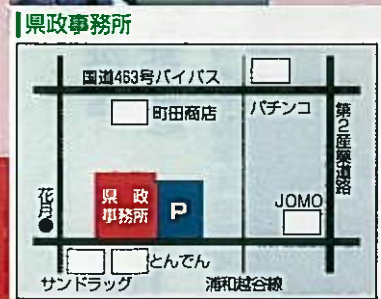 県政事務所
国道463号バイパス
町田商店
パチンコ
第2産業道路
花月
県政
事務所
P
JOMO
とんでん
サンドラッグ
浦和越谷線